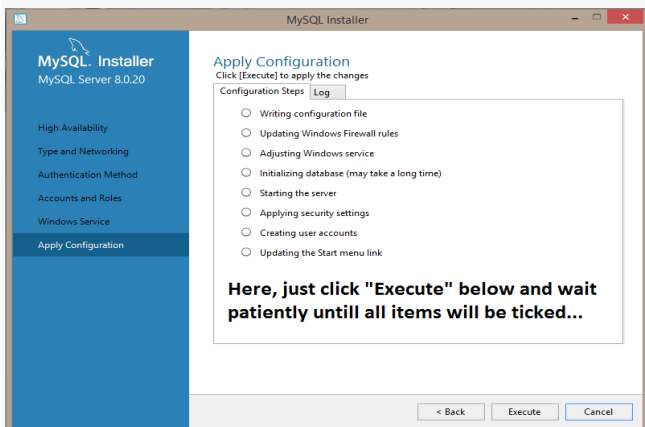 MySQL Installer
MySQL. Installer
MySQL Server 8.0.20
High Availability
Type and Networking
Authentication Method
Accounts and Roles
Windows Service
Apply Configuration
Apply Configuration
Click [Execute] to apply the changes
Configuration Steps Log
Writing configuration file
Updating Windows Firewall rules
Adjusting Windows service
Initializing database (may take a long time)
Starting the server
Applying security settings
Creating user accounts
Updating the Start menu link
Here, just click "Execute" below and wait
patiently untill all items will be ticked...
< Back Execute Cancel